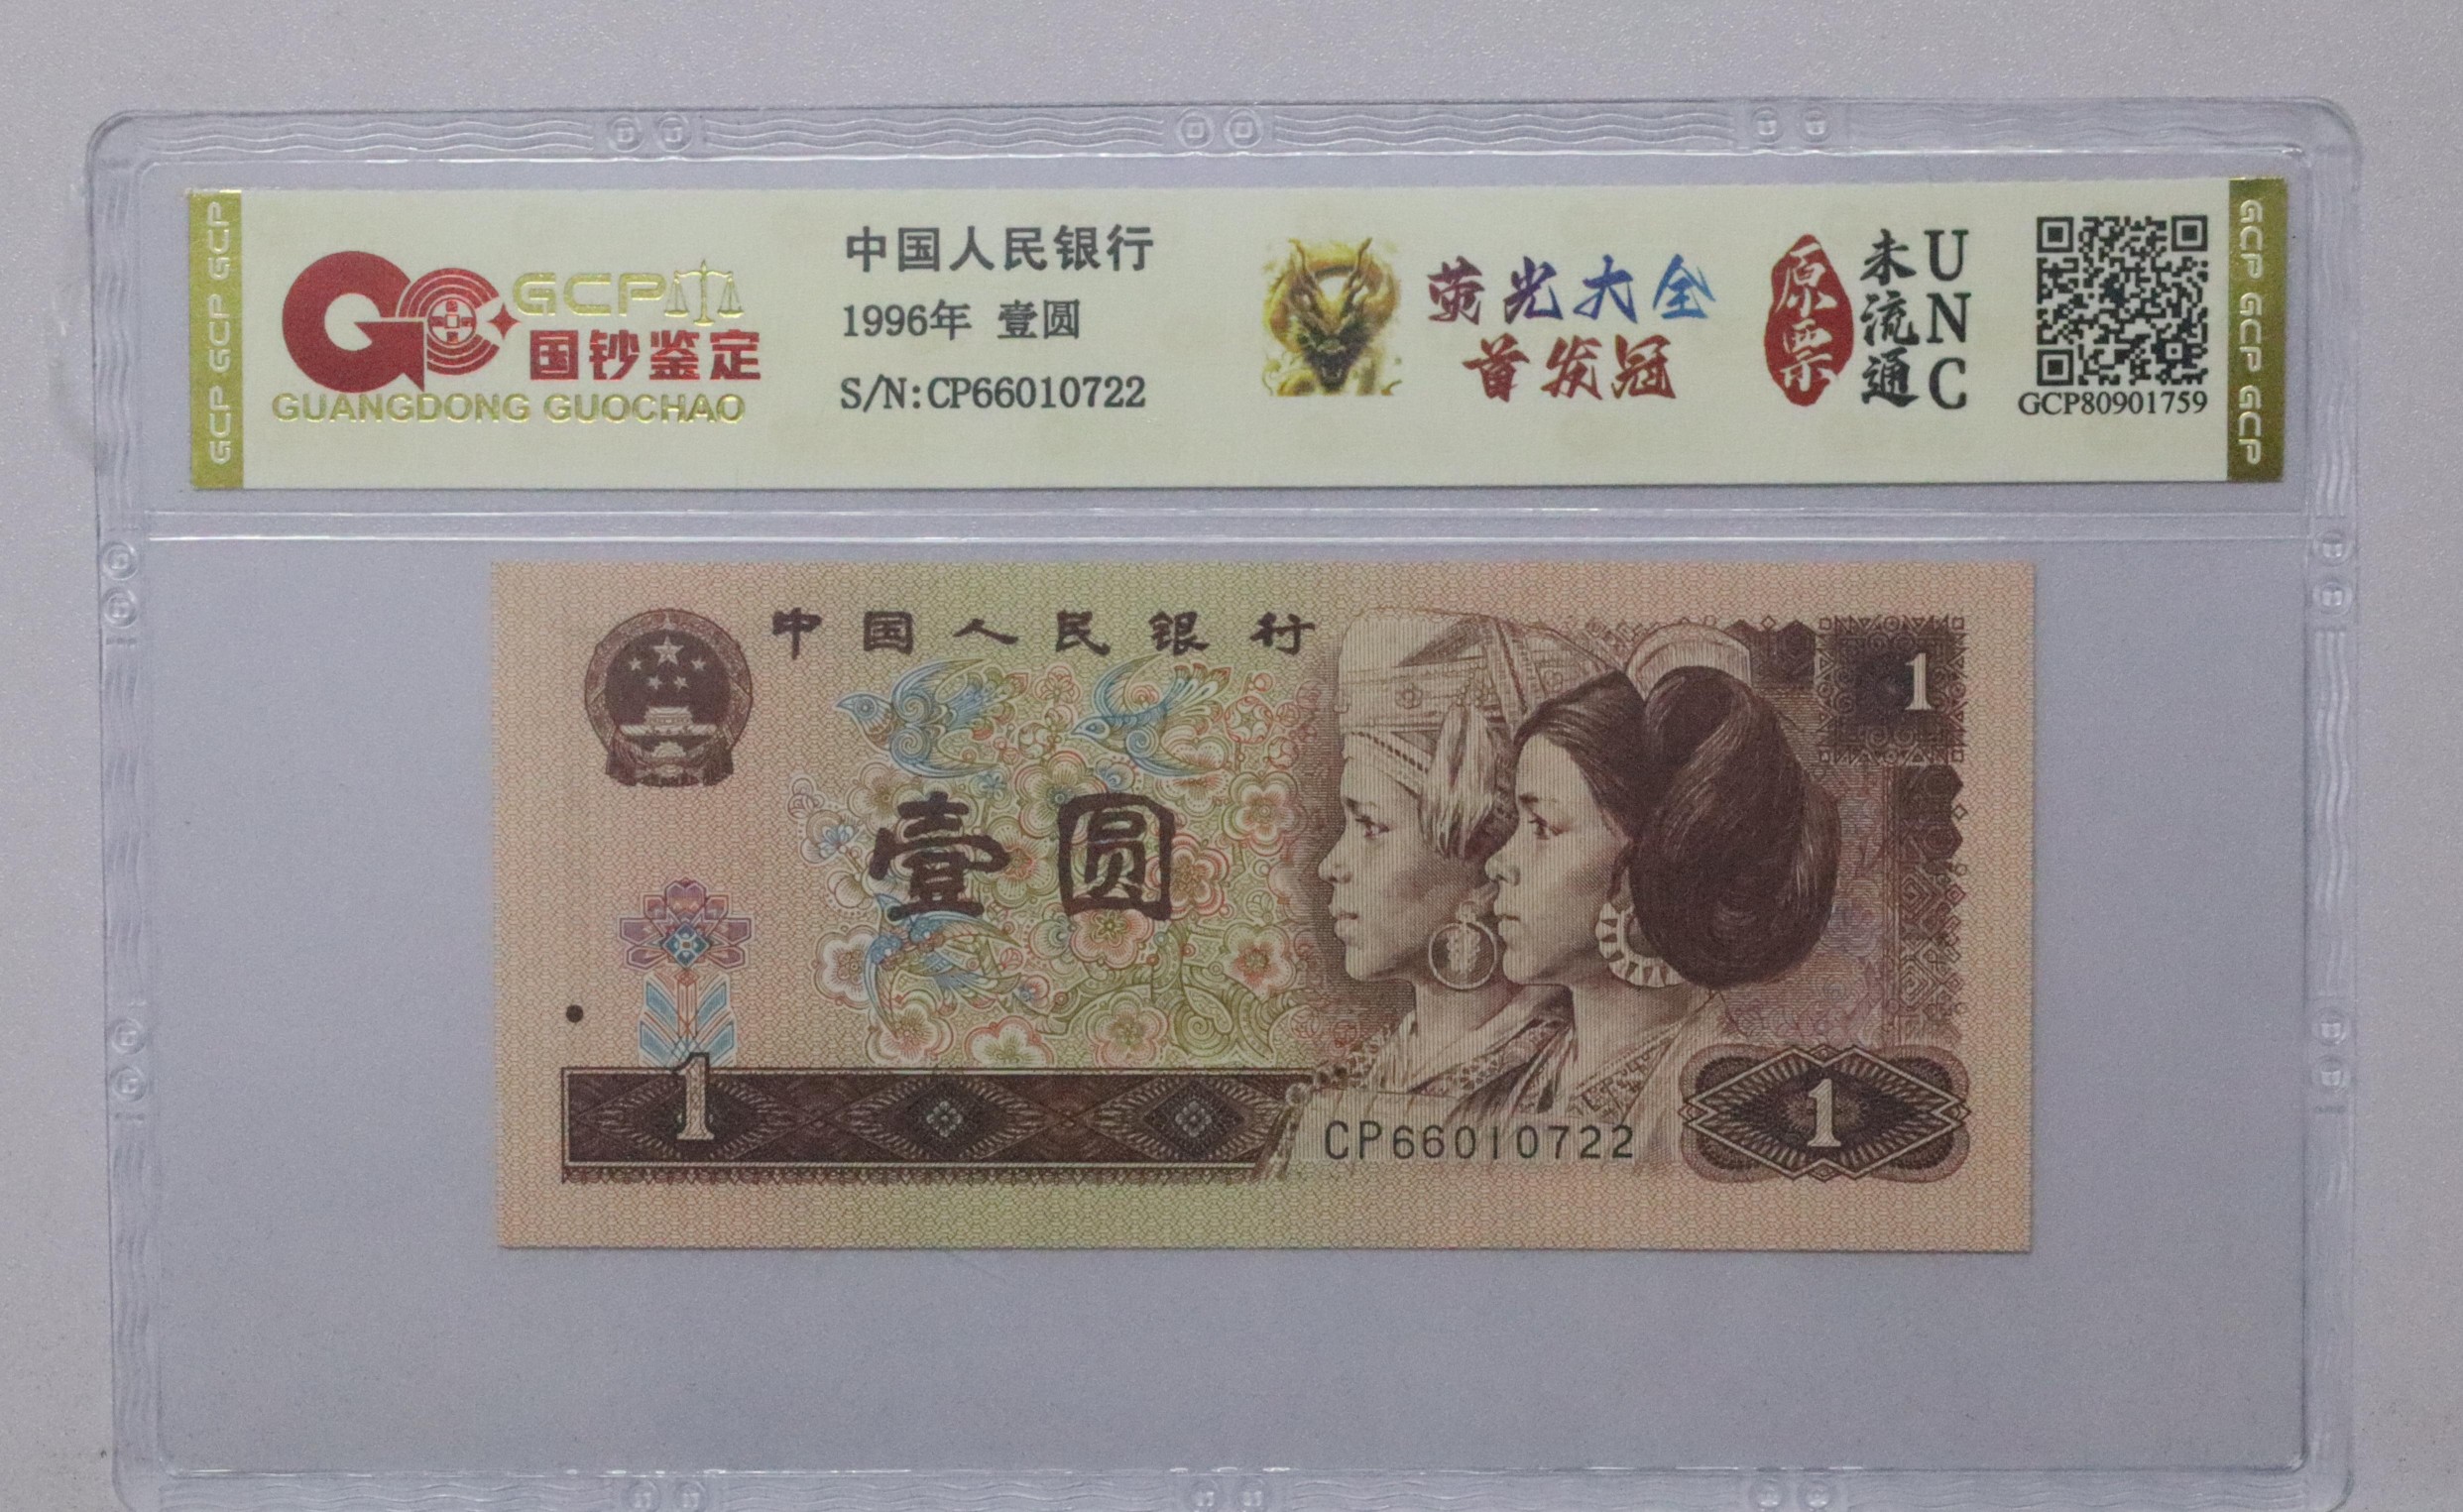 GCP GCP GCP
GCP
国钞鉴定
GUANGDONG GUOCHAO
中国人民银行
1996年 壹圆
S/N:CP66010722
荧光大全
首发冠
原票
未流通
UNC
GCP80901759
GCP GCP GCP
中国人民银行
1
壹圆
1
CP66010722
1